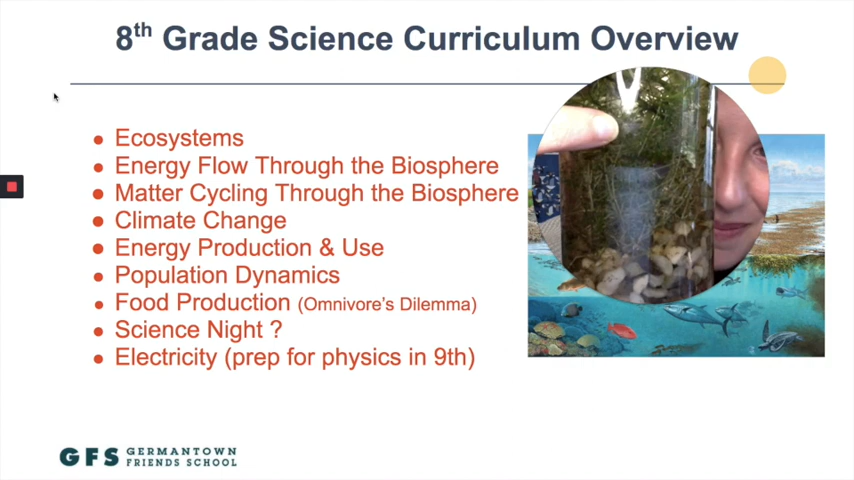 8th Grade Science Curriculum Overview
● Ecosystems
● Energy Flow Through the Biosphere
● Matter Cycling Through the Biosphere
● Climate Change
● Energy Production & Use
● Population Dynamics
● Food Production (Omnivore's Dilemma)
● Science Night ?
● Electricity (prep for physics in 9th)
GFS GERMANTOWN
FRIENDS SCHOOL